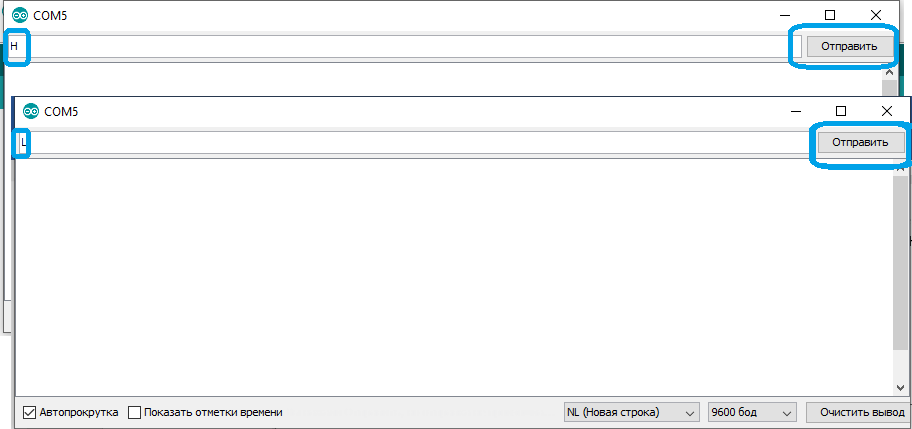 COM5
H
Отправить
COM5
L
Отправить
Автопрокрутка
Показать отметки времени
NL (Новая строка)
9600 бод
Очистить вывод